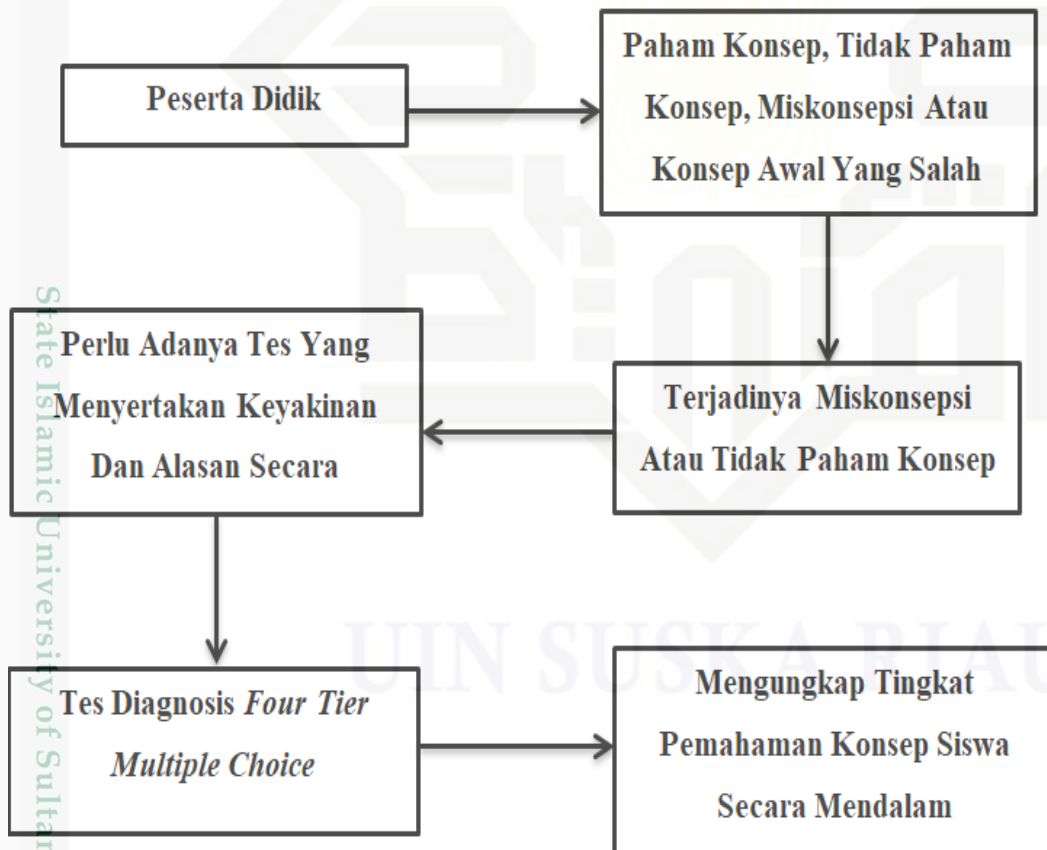 Peserta Didik
Paham Konsep, Tidak Paham
Konsep, Miskonsepsi Atau
Konsep Awal Yang Salah
Terjadinya Miskonsepsi
Atau Tidak Paham Konsep
Perlu Adanya Tes Yang
Menyertakan Keyakinan
Dan Alasan Secara
Tes Diagnosis Four Tier
Multiple Choice
Mengungkap Tingkat
Pemahaman Konsep Siswa
Secara Mendalam
State Islamic University of Sultan
UIN SUSKA RIAU